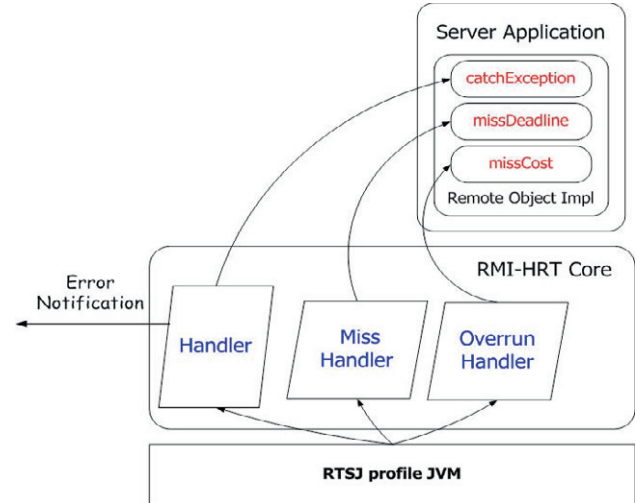 Server Application
catchException
missDeadline
missCost
Remote Object Impl
RMI-HRT Core
Error
Notification
Handler
Miss
Handler
Overrun
Handler
RTSJ profile JVM